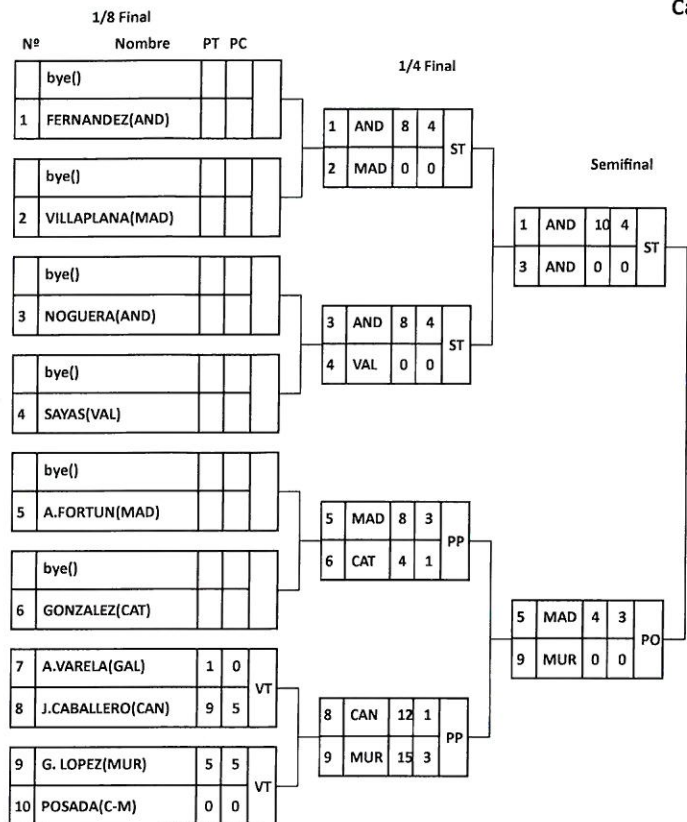 Ca
1/8 Final
Nº Nombre PT PC
bye()
1 FERNANDEZ(AND)
bye()
2 VILLAPLANA(MAD)
bye()
3 NOGUERA(AND)
bye()
4 SAYAS(VAL)
bye()
5 A.FORTUN(MAD)
bye()
6 GONZALEZ(CAT)
7 A.VARELA(GAL) 1 0
VT
8 J.CABALLERO(CAN) 9 5
9 G. LOPEZ(MUR) 5 5
VT
10 POSADA(C-M) 0 0
1/4 Final
1 AND 8 4
ST
2 MAD 0 0
3 AND 8 4
ST
4 VAL 0 0
5 MAD 8 3
PP
6 CAT 4 1
8 CAN 12 1
PP
9 MUR 15 3
Semifinal
1 AND 10 4
ST
3 AND 0 0
5 MAD 4 3
PO
9 MUR 0 0